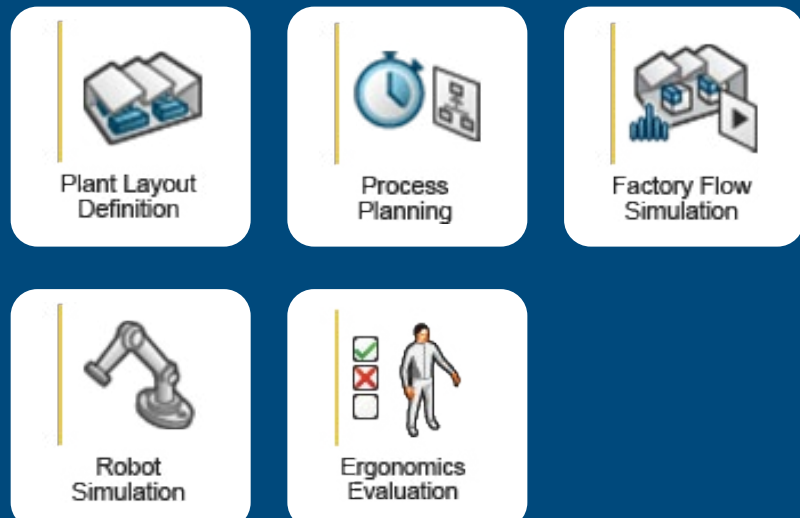 Plant Layout
Definition
Process
Planning
Factory Flow
Simulation
Robot
Simulation
Ergonomics
Evaluation